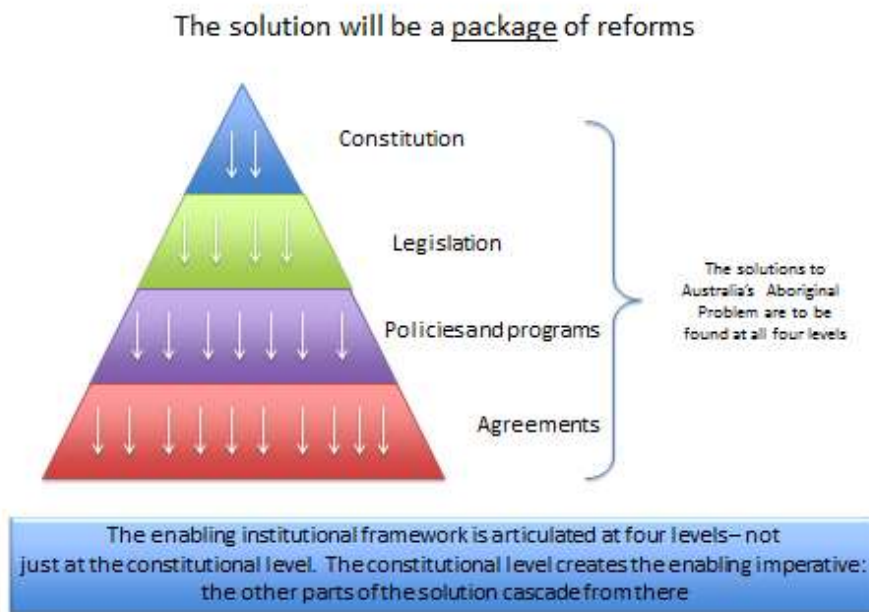 The solution will be a package of reforms
Constitution
Legislation
Policies and programs
Agreements
The solutions to
Australia's Aboriginal
Problem are to be
found at all four levels
The enabling institutional framework is articulated at four levels– not
just at the constitutional level. The constitutional level creates the enabling imperative:
the other parts of the solution cascade from there